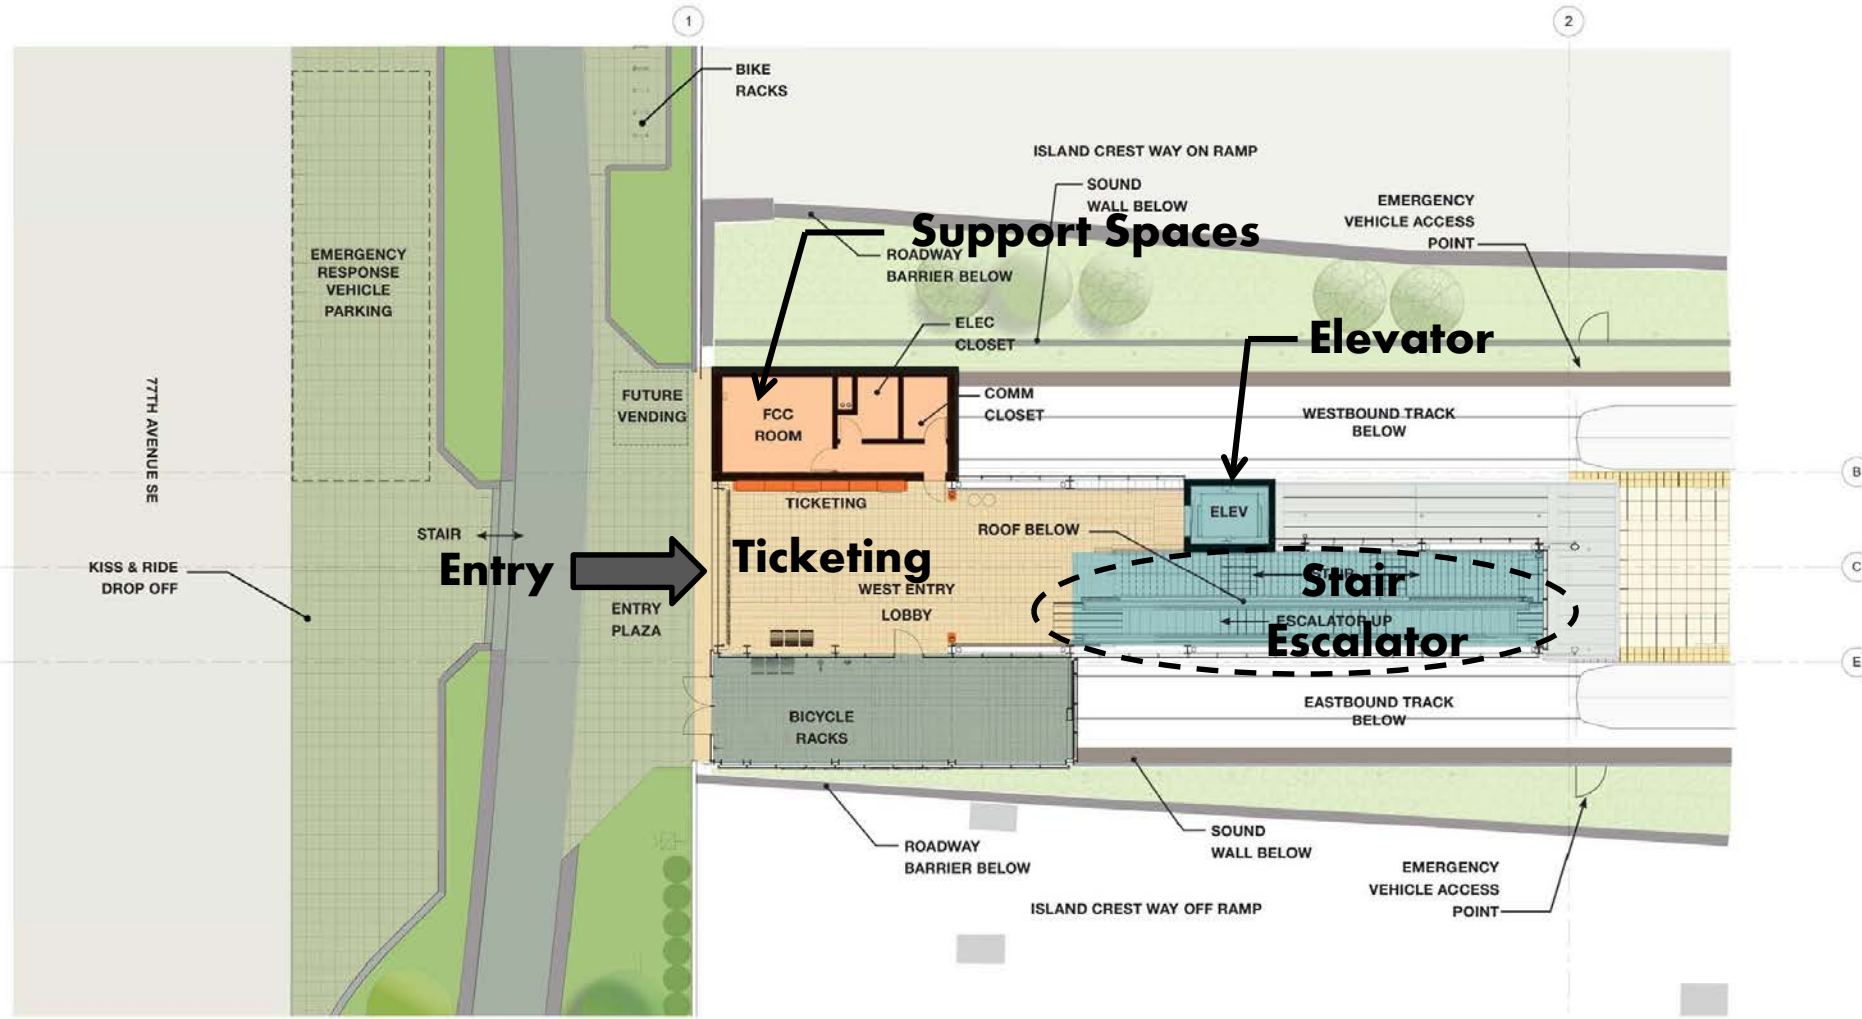 1
2
BIKE
RACKS
ISLAND CREST WAY ON RAMP
SOUND
WALL BELOW
EMERGENCY
VEHICLE ACCESS
POINT
Support Spaces
ROADWAY
BARRIER BELOW
EMERGENCY
RESPONSE
VEHICLE
PARKING
ELEC
CLOSET
Elevator
77TH AVENUE SE
FUTURE
VENDING
FCC
ROOM
COMM
CLOSET
WESTBOUND TRACK
BELOW
B
TICKETING
ELEV
STAIR
ROOF BELOW
Entry
Ticketing
KISS & RIDE
DROP OFF
WEST ENTRY
LOBBY
STAIR
Stair
C
ENTRY
PLAZA
ESCALATOR UP
Escalator
E
BICYCLE
RACKS
EASTBOUND TRACK
BELOW
ROADWAY
BARRIER BELOW
SOUND
WALL BELOW
EMERGENCY
VEHICLE ACCESS
POINT
ISLAND CREST WAY OFF RAMP